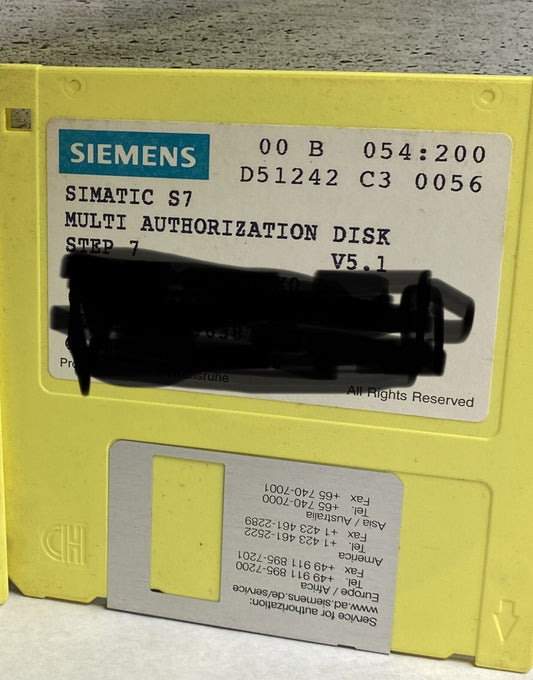 SIEMENS
00 B 054:200
D51242 C3 0056
SIMATIC S7
MULTI AUTHORIZATION DISK
STEP 7 V5.1
All Rights Reserved
HD
Service for authorization:
www.ad.siemens.de/service
Europe / Africa
Tel. +49 911 895-7200
Fax +49 911 895-7201
America
Tel. +1 423 461-2522
Fax +1 423 461-2289
Asia / Australia
Tel. +65 740-7000
Fax +65 740-7001